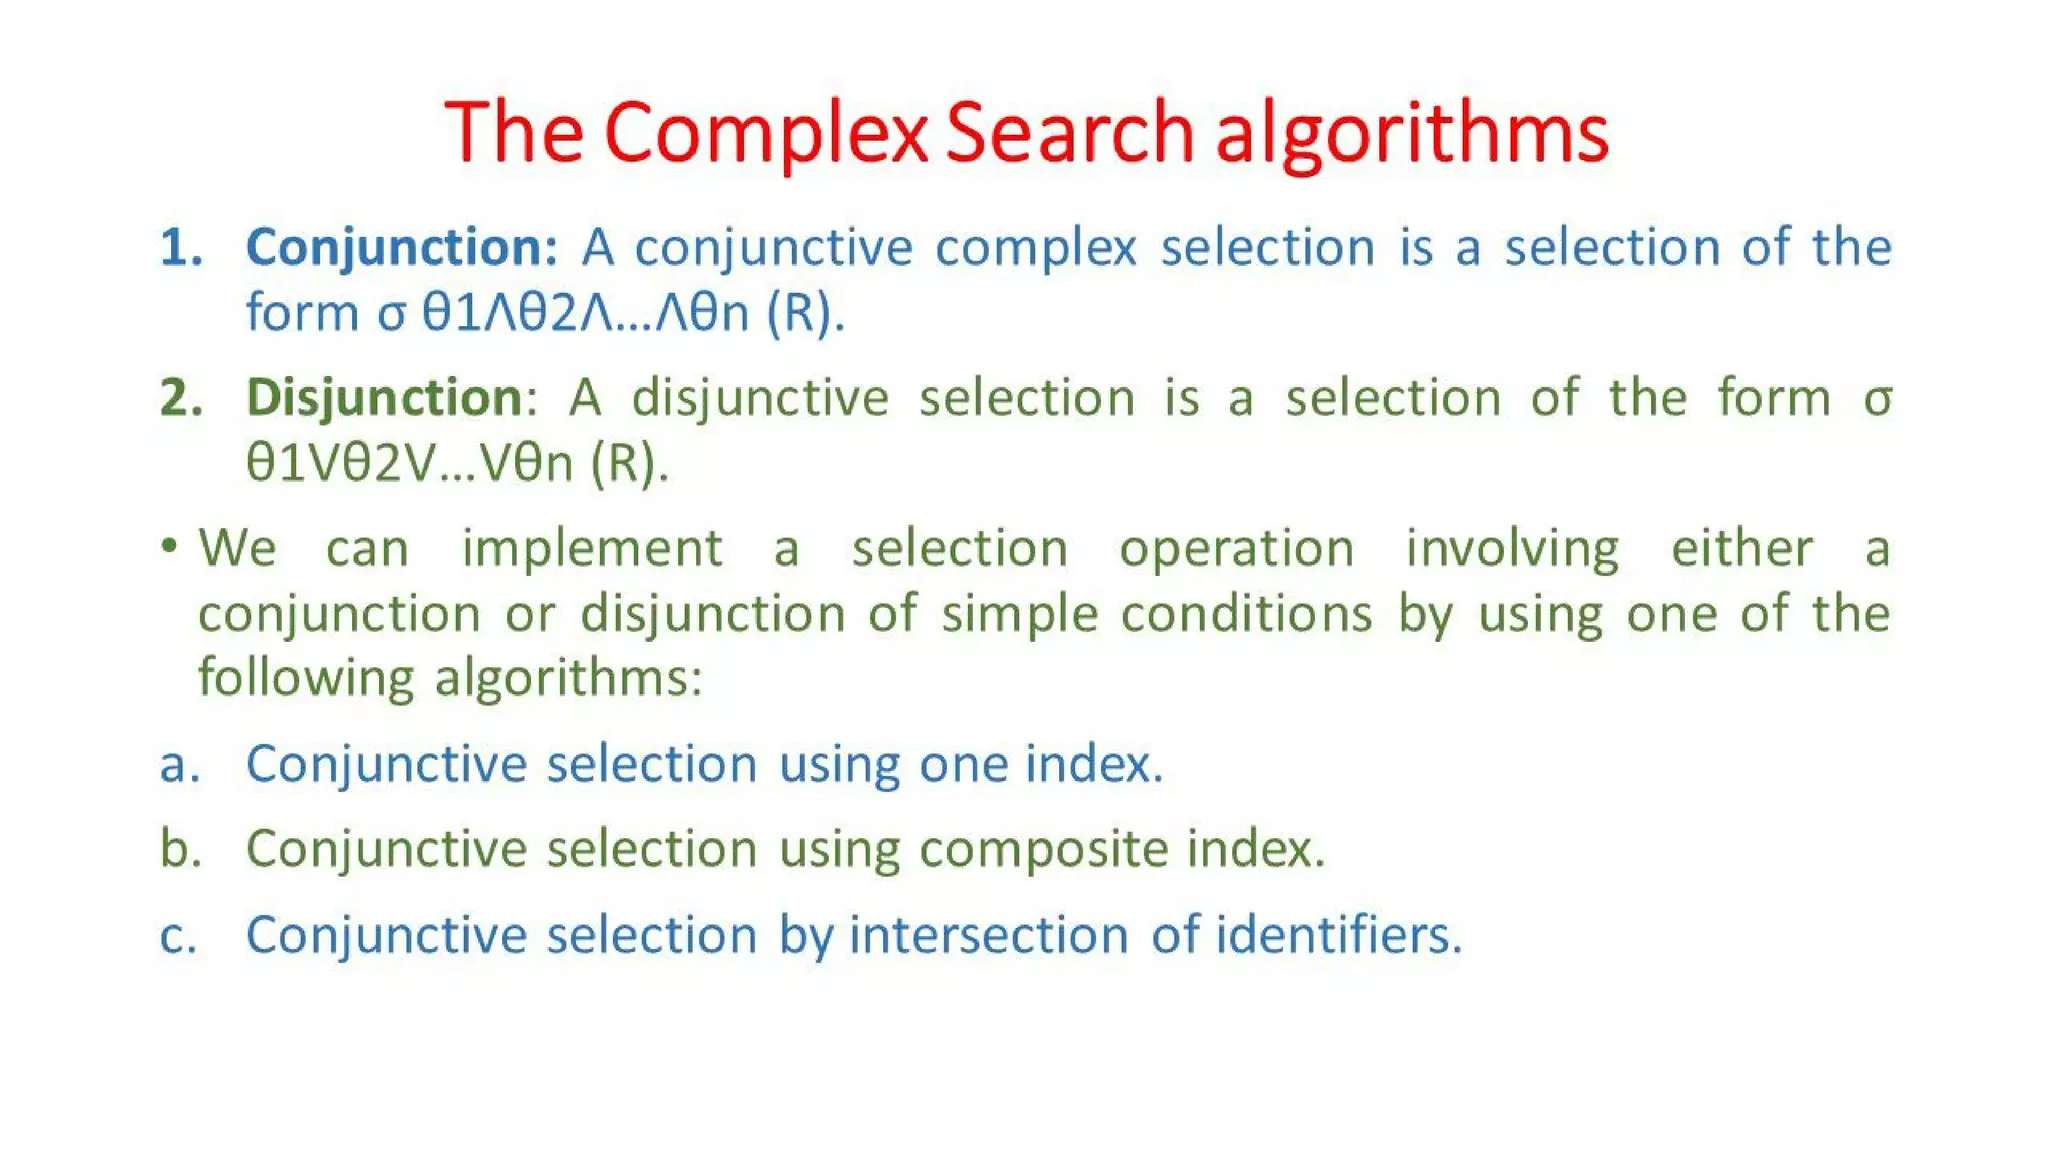 The Complex Search algorithms
1. Conjunction: A conjunctive complex selection is a selection of the
form σ θ1Λθ2Λ…Λθn (R).
2. Disjunction: A disjunctive selection is a selection of the form σ
θ1Vθ2V…Vθn (R).
• We can implement a selection operation involving either a
conjunction or disjunction of simple conditions by using one of the
following algorithms:
a. Conjunctive selection using one index.
b. Conjunctive selection using composite index.
c. Conjunctive selection by intersection of identifiers.